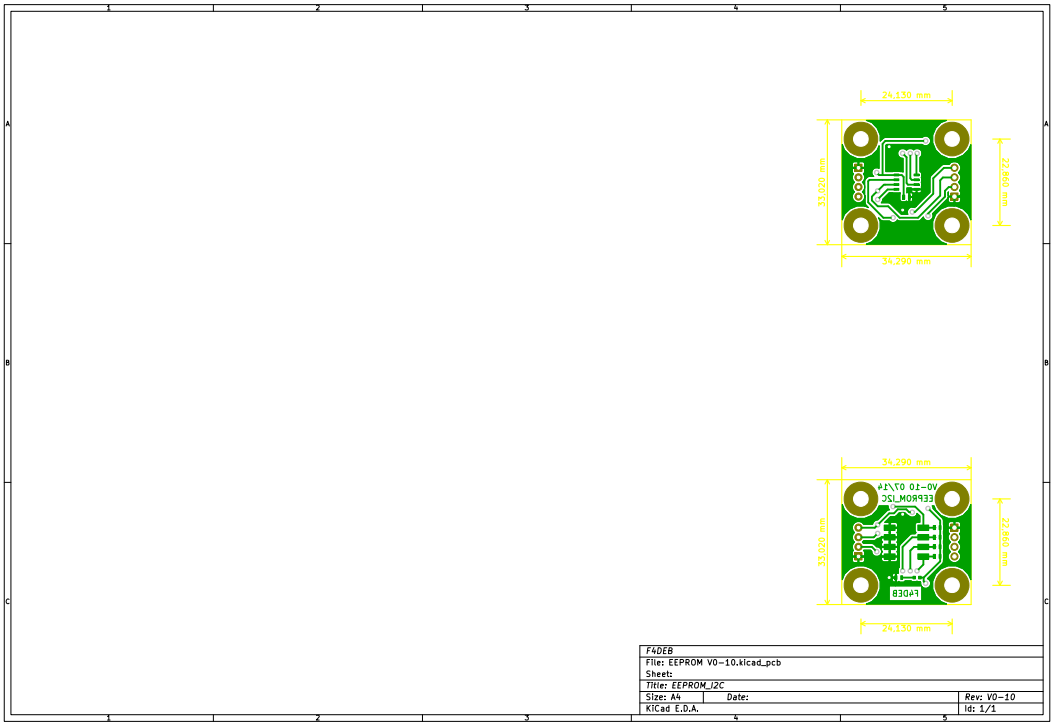 1 2 3 4 5
24,130 mm
A A
33,020 mm
22,860 mm
34,290 mm
B B
34,290 mm
V0-10 07/14
EEPROM_I2C
33,020 mm
22,860 mm
F4DEB
C C
24,130 mm
F4DEB
File: EEPROM V0-10.kicad_pcb
Sheet:
Title: EEPROM_I2C
Size: A4 Date: Rev: V0-10
KiCad E.D.A. Id: 1/1
1 2 3 4 5